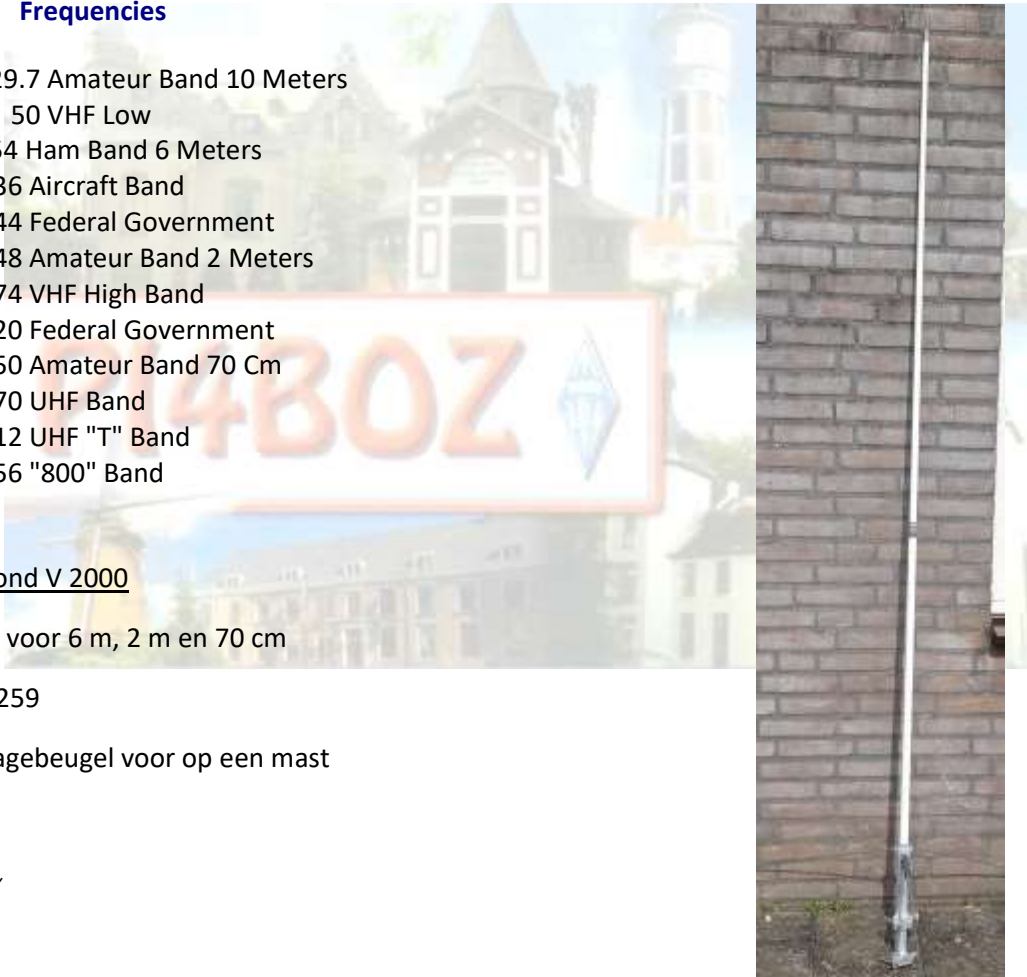 Frequencies
29.7 Amateur Band 10 Meters
50 VHF Low
54 Ham Band 6 Meters
36 Aircraft Band
44 Federal Government
48 Amateur Band 2 Meters
74 VHF High Band
20 Federal Government
50 Amateur Band 70 Cm
70 UHF Band
12 UHF "T" Band
56 "800" Band
PI4BOZ
ond V 2000
voor 6 m, 2 m en 70 cm
259
agebeugel voor op een mast